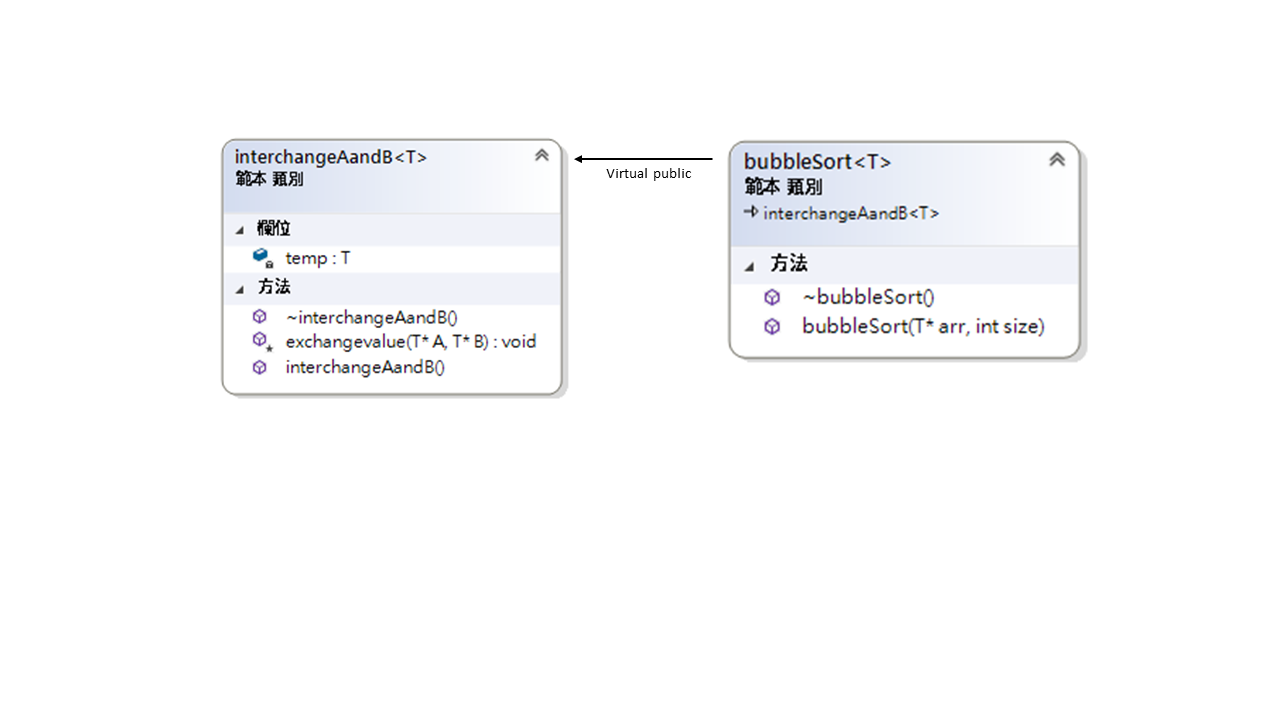 interchangeAandB<T>
範本 類別
欄位
temp : T
方法
~interchangeAandB()
exchangevalue(T* A, T* B) : void
interchangeAandB()
Virtual public
bubbleSort<T>
範本 類別
interchangeAandB<T>
方法
~bubbleSort()
bubbleSort(T* arr, int size)